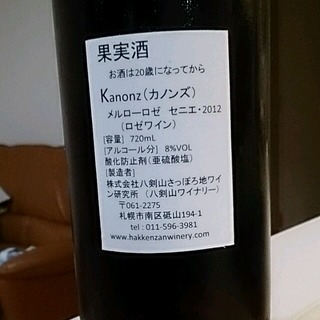 果実酒
お酒は20歳になってから
Kanonz(カノンズ)
メルローロゼ セニエ・2012
(ロゼワイン)
[容量] 720mL
[アルコール分] 8%VOL
酸化防止剤(亜硫酸塩)
[製造者]
株式会社八剣山さっぽろ地ワイ
ン研究所 (八剣山ワイナリー)
〒061-2275
札幌市南区砥山194-1
tel : 011-596-3981
www.hakkenzanwinery.com